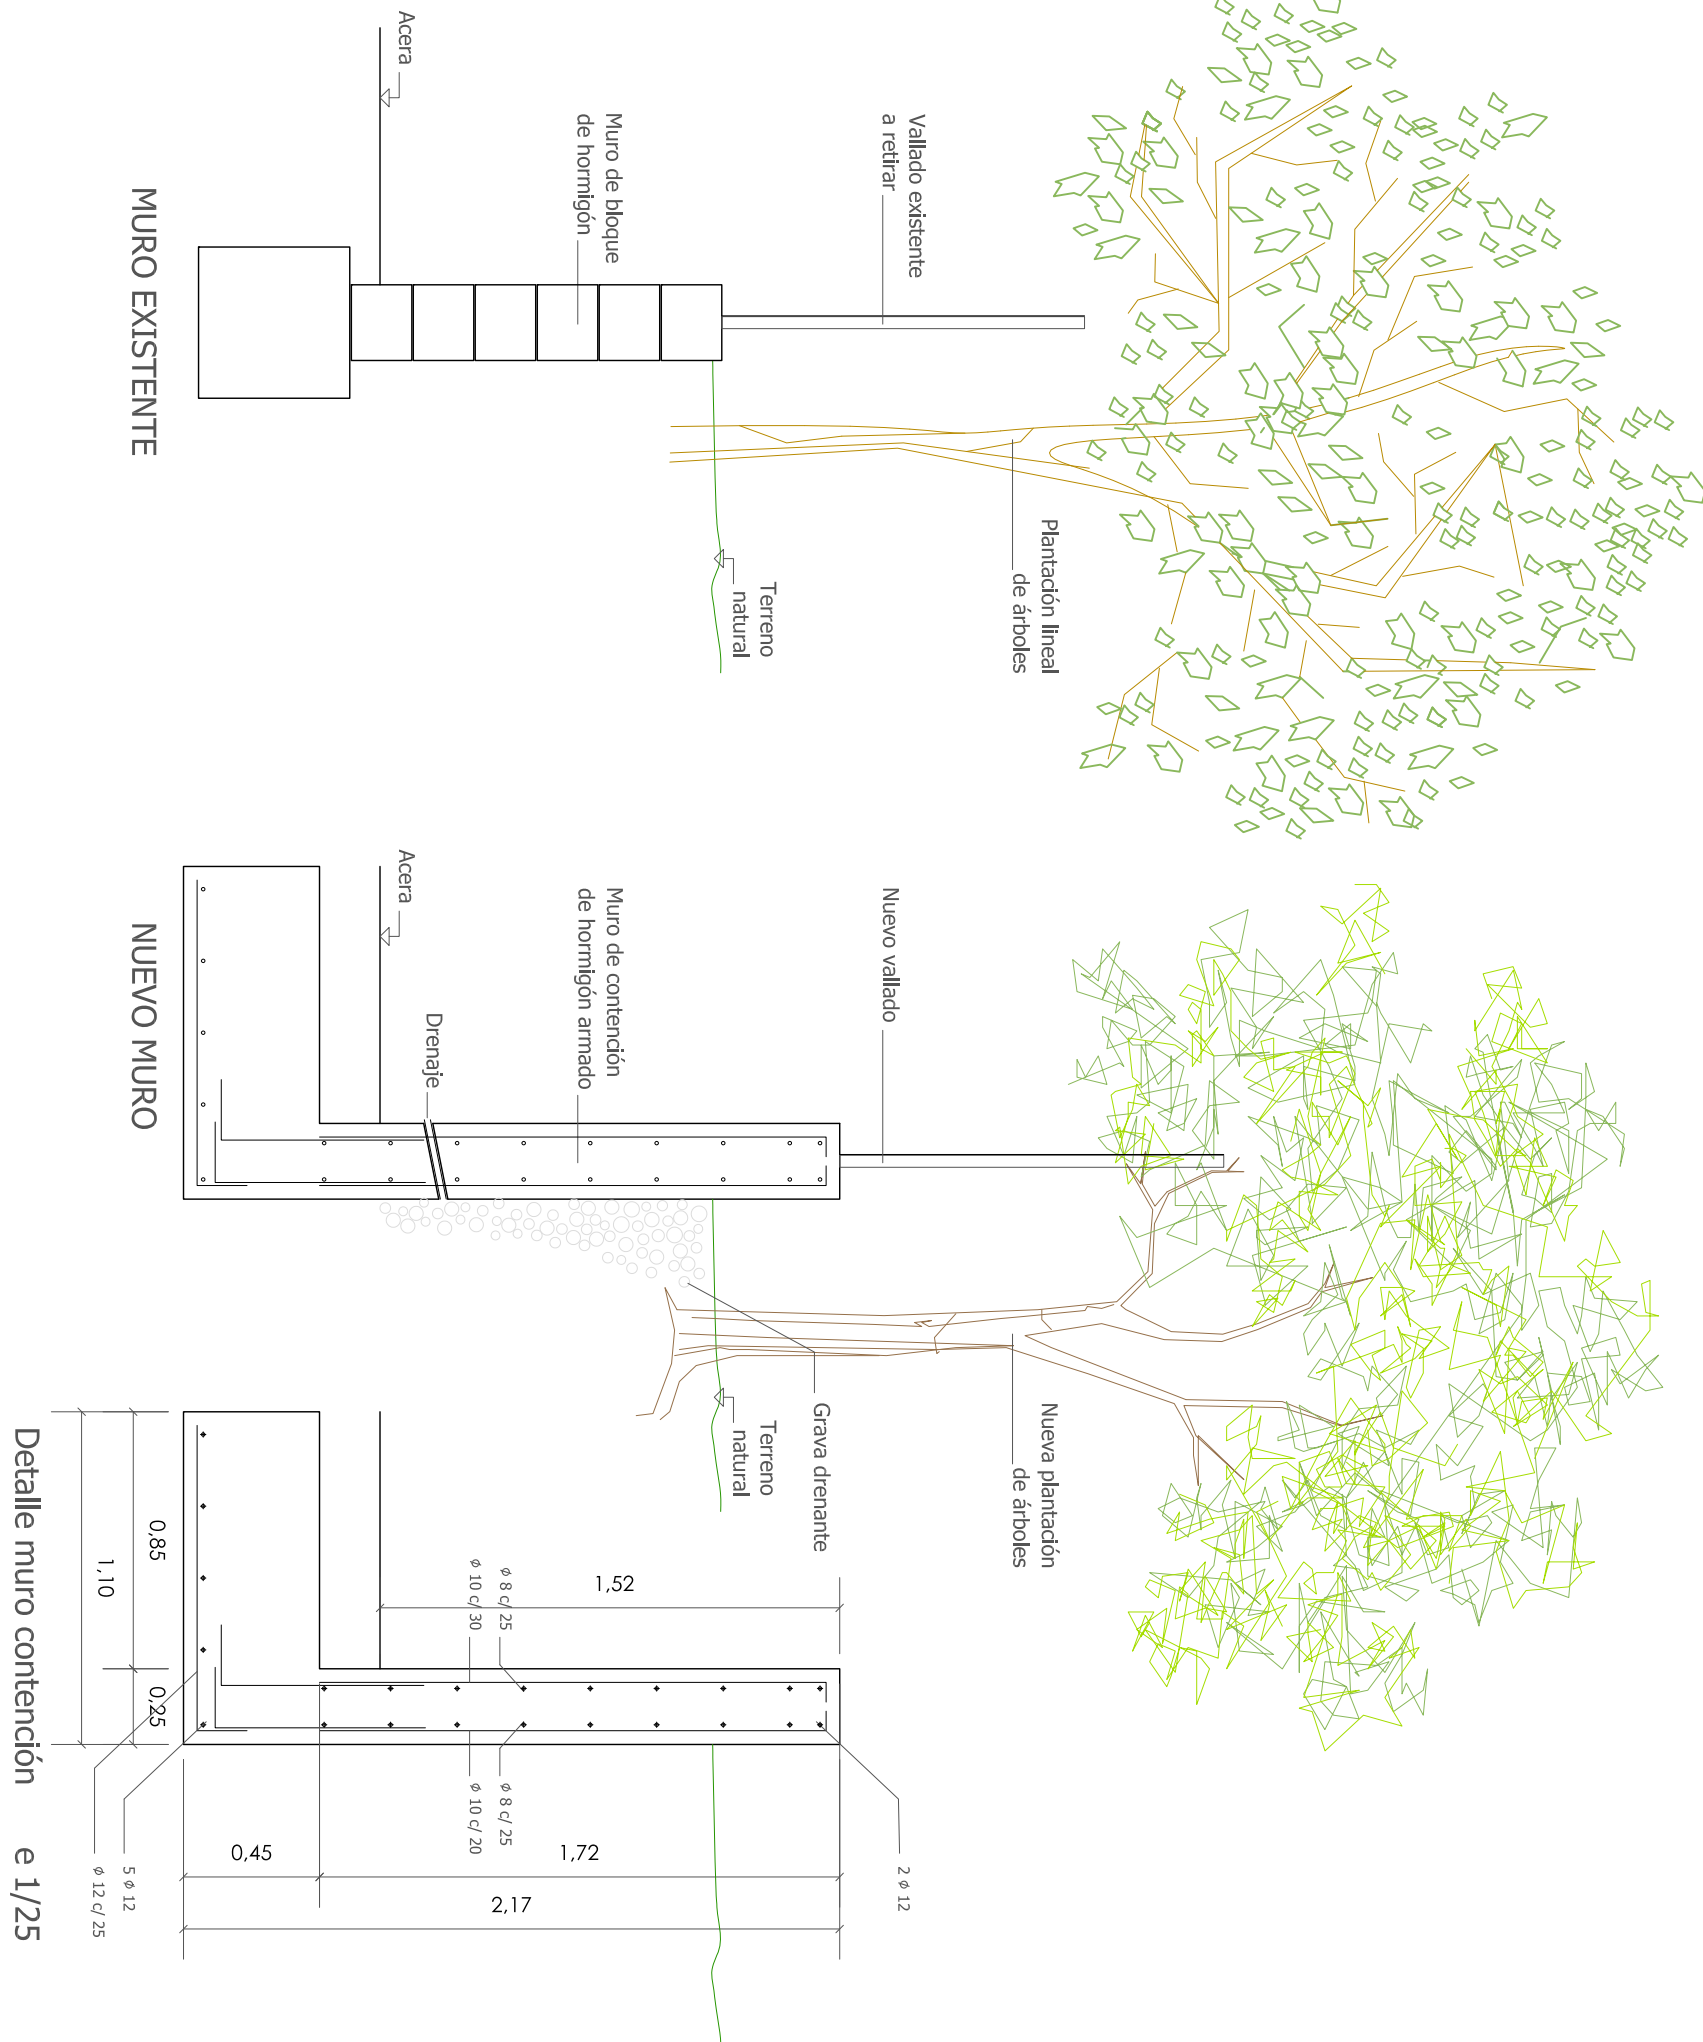 Plantación lineal
de árboles
Vallado existente
a retirar
Terreno
natural
Muro de bloque
de hormigón
Acera
MURO EXISTENTE
Nueva plantación
de árboles
Nuevo vallado
Grava drenante
Terreno
natural
Muro de contención
de hormigón armado
Drenaje
Acera
NUEVO MURO
2 ϕ 12
1,52
ϕ 8 c/ 25
ϕ 10 c/ 30
ϕ 8 c/ 25
ϕ 10 c/ 20
1,72
2,17
0,45
0,85
0,25
1,10
5 ϕ 12
ϕ 12 c/ 25
Detalle muro contención e 1/25